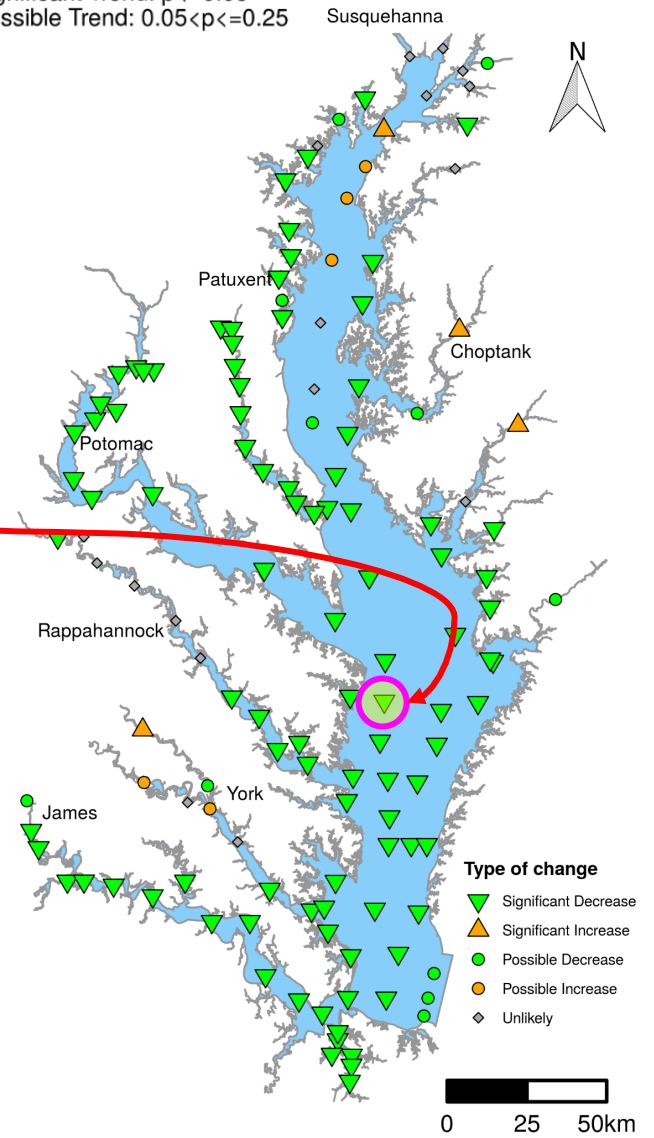 ssible Trend: 0.05<p<=0.25
Susquehanna
N
Patuxent
Choptank
Potomac
Rappahannock
York
James
Type of change
Significant Decrease
Significant Increase
Possible Decrease
Possible Increase
Unlikely
0 25 50km